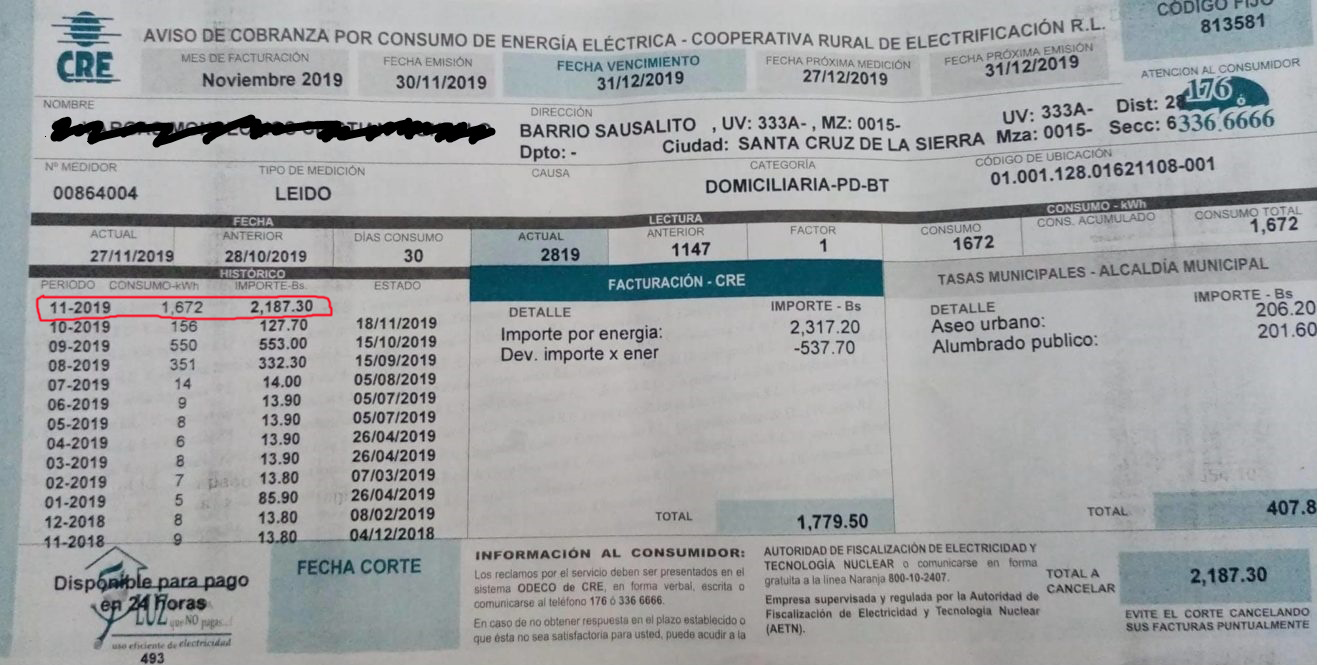 CRE
AVISO DE COBRANZA POR CONSUMO DE ENERGÍA ELÉCTRICA - COOPERATIVA RURAL DE ELECTRIFICACIÓN R.L.
CÓDIGO FIJO
813581
MES DE FACTURACIÓN
Noviembre 2019
FECHA EMISIÓN
30/11/2019
FECHA VENCIMIENTO
31/12/2019
FECHA PRÓXIMA MEDICIÓN
27/12/2019
FECHA PRÓXIMA EMISIÓN
31/12/2019
ATENCION AL CONSUMIDOR
176 ó
336 6666
NOMBRE
DIRECCIÓN
BARRIO SAUSALITO , UV: 333A- , MZ: 0015-
UV: 333A- Dist: 2
Dpto: - Ciudad: SANTA CRUZ DE LA SIERRA Mza: 0015- Secc: 6
Nº MEDIDOR
00864004
TIPO DE MEDICIÓN
LEIDO
CAUSA
CATEGORÍA
DOMICILIARIA-PD-BT
CÓDIGO DE UBICACIÓN
01.001.128.01621108-001
FECHA
LECTURA
CONSUMO - kWh
ACTUAL ANTERIOR DÍAS CONSUMO ACTUAL ANTERIOR FACTOR CONSUMO CONS. ACUMULADO CONSUMO TOTAL
27/11/2019 28/10/2019 30 2819 1147 1 1672 1,672
HISTÓRICO
PERIODO CONSUMO-kWh IMPORTE-Bs. ESTADO
11-2019 1,672 2,187.30
10-2019 156 127.70 18/11/2019
09-2019 550 553.00 15/10/2019
08-2019 351 332.30 15/09/2019
07-2019 14 14.00 05/08/2019
06-2019 9 13.90 05/07/2019
05-2019 8 13.90 05/07/2019
04-2019 6 13.90 26/04/2019
03-2019 8 13.90 26/04/2019
02-2019 7 13.80 07/03/2019
01-2019 5 85.90 26/04/2019
12-2018 8 13.80 08/02/2019
11-2018 9 13.80 04/12/2018
FACTURACIÓN - CRE
DETALLE IMPORTE - Bs
Importe por energia: 2,317.20
Dev. importe x ener -537.70
TOTAL 1,779.50
TASAS MUNICIPALES - ALCALDÍA MUNICIPAL
DETALLE IMPORTE - Bs
Aseo urbano: 206.20
Alumbrado publico: 201.60
TOTAL 407.8
Disponible para pago
en 24 horas
LUZ que NO pagas...!
uso eficiente de electricidad
493
FECHA CORTE
INFORMACIÓN AL CONSUMIDOR:
Los reclamos por el servicio deben ser presentados en el
sistema ODECO de CRE, en forma verbal, escrita o
comunicarse al teléfono 176 ó 336 6666.
En caso de no obtener respuesta en el plazo establecido o
que ésta no sea satisfactoria para usted, puede acudir a la
AUTORIDAD DE FISCALIZACIÓN DE ELECTRICIDAD Y
TECNOLOGÍA NUCLEAR o comunicarse en forma
gratuita a la línea Naranja 800-10-2407.
Empresa supervisada y regulada por la Autoridad de
Fiscalización de Electricidad y Tecnología Nuclear
(AETN).
TOTAL A
CANCELAR
2,187.30
EVITE EL CORTE CANCELANDO
SUS FACTURAS PUNTUALMENTE